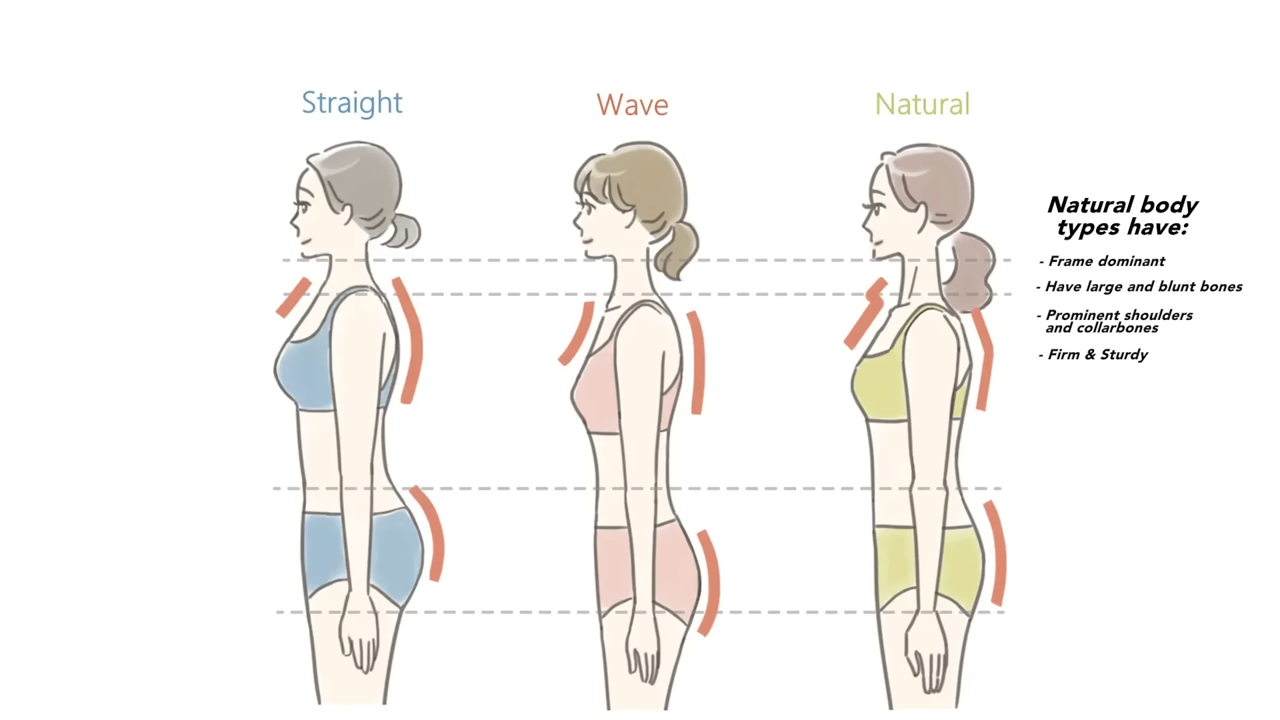 Straight
Wave
Natural
Natural body
types have:
- Frame dominant
- Have large and blunt bones
- Prominent shoulders
and collarbones
- Firm & Sturdy